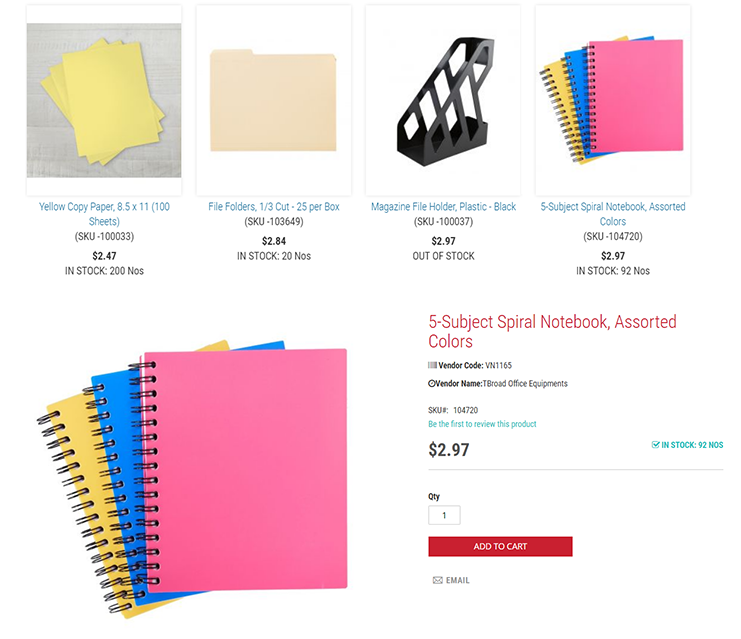 Yellow Copy Paper, 8.5 x 11 (100
Sheets)
(SKU -100033)
$2.47
IN STOCK: 200 Nos
File Folders, 1/3 Cut - 25 per Box
(SKU -103649)
$2.84
IN STOCK: 20 Nos
Magazine File Holder, Plastic - Black
(SKU -100037)
$2.97
OUT OF STOCK
5-Subject Spiral Notebook, Assorted
Colors
(SKU -104720)
$2.97
IN STOCK: 92 Nos
5-Subject Spiral Notebook, Assorted
Colors
Vendor Code: VN1165
Vendor Name:TBroad Office Equipments
SKU#: 104720
Be the first to review this product
$2.97
IN STOCK: 92 NOS
Qty
1
ADD TO CART
EMAIL